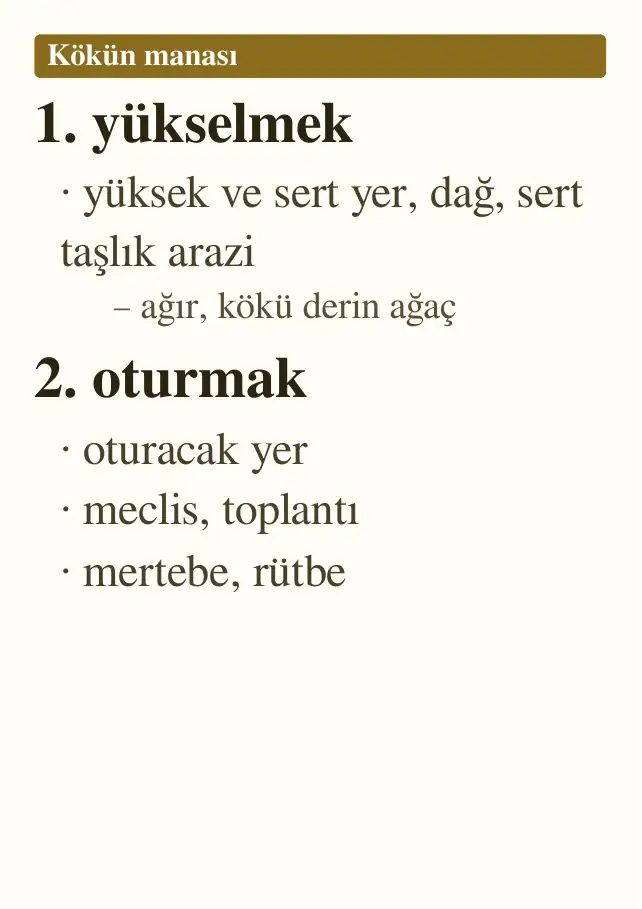 Kökün manası
1. yükselmek
· yüksek ve sert yer, dağ, sert
taşlık arazi
– ağır, kökü derin ağaç
2. oturmak
· oturacak yer
· meclis, toplantı
· mertebe, rütbe